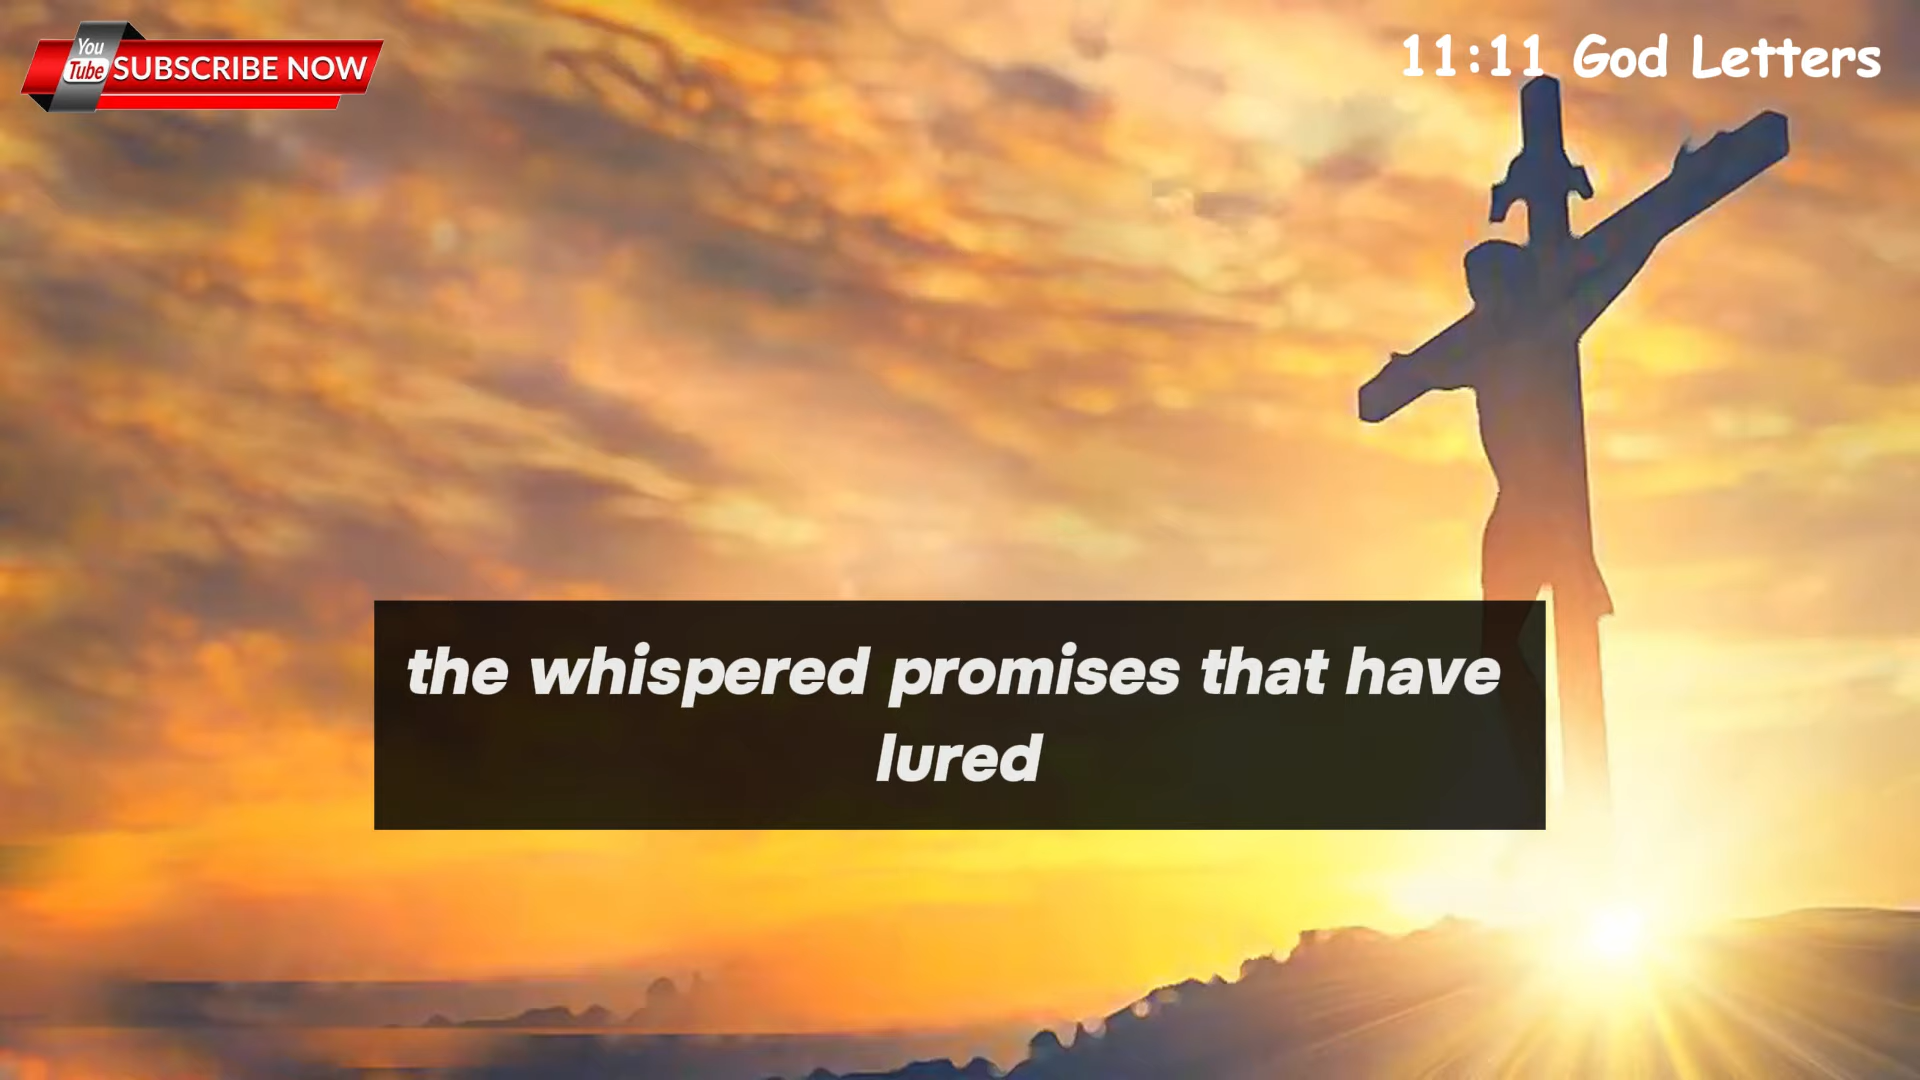 You
Tube
SUBSCRIBE NOW
11:11 God Letters
the whispered promises that have
lured